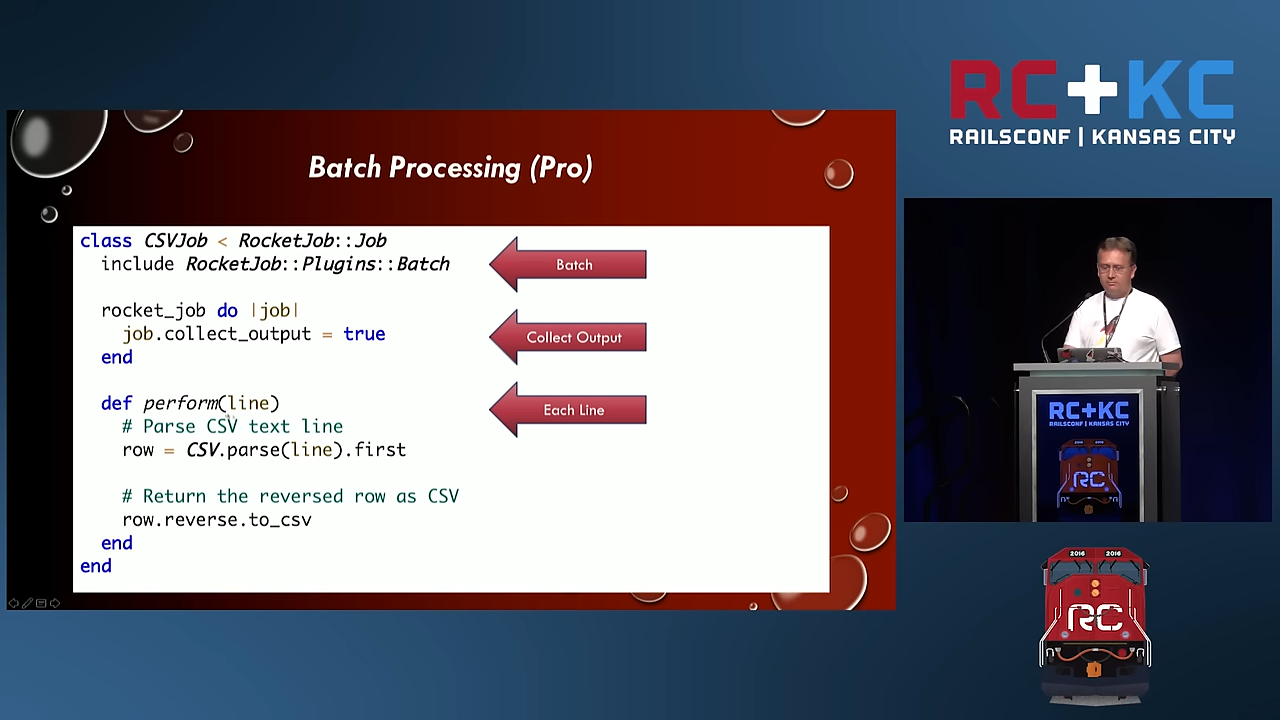 RC+KC
RAILSCONF | KANSAS CITY
Batch Processing (Pro)
class CSVJob < RocketJob::Job
include RocketJob::Plugins::Batch
Batch
rocket_job do |job|
job.collect_output = true
Collect Output
end
def perform(line)
Each Line
# Parse CSV text line
row = CSV.parse(line).first
# Return the reversed row as CSV
row.reverse.to_csv
end
end
RC+KC
RAILSCONF | KANSAS CITY
RC
2016 2016
RC